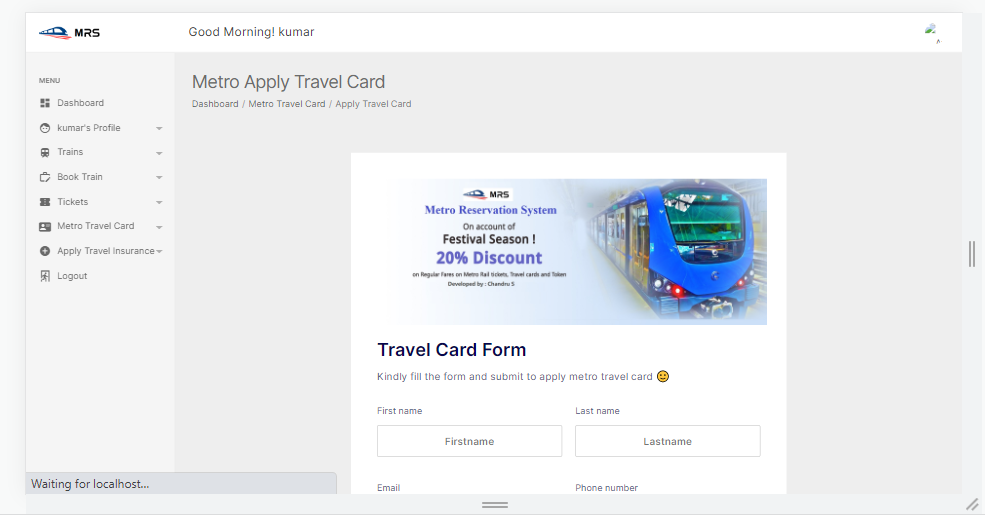 MRS
Good Morning! kumar
MENU
Dashboard
kumar's Profile
Trains
Book Train
Tickets
Metro Travel Card
Apply Travel Insurance
Logout
Metro Apply Travel Card
Dashboard / Metro Travel Card / Apply Travel Card
MRS
Metro Reservation System
On account of
Festival Season !
20% Discount
on Regular Fares on Metro Rail tickets, Travel cards and Token
Developed by : Chandru S
Travel Card Form
Kindly fill the form and submit to apply metro travel card 🙂
First name Last name
Firstname Lastname
Email Phone number
Waiting for localhost...